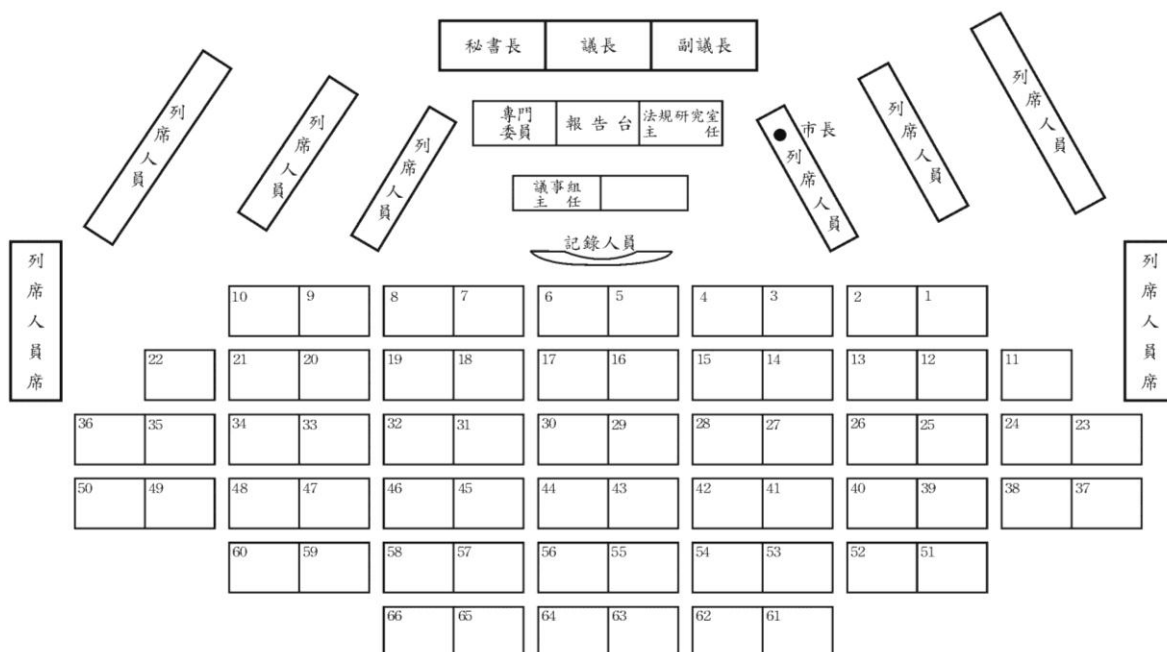 秘書長 議長 副議長
專門委員 報告台 法規研究室主任
列席人員
列席人員
列席人員
市長
列席人員
列席人員
列席人員
議事組主任
記錄人員
列席人員席
列席人員席
10 9 8 7 6 5 4 3 2 1
22 21 20 19 18 17 16 15 14 13 12 11
36 35 34 33 32 31 30 29 28 27 26 25 24 23
50 49 48 47 46 45 44 43 42 41 40 39 38 37
60 59 58 57 56 55 54 53 52 51
66 65 64 63 62 61